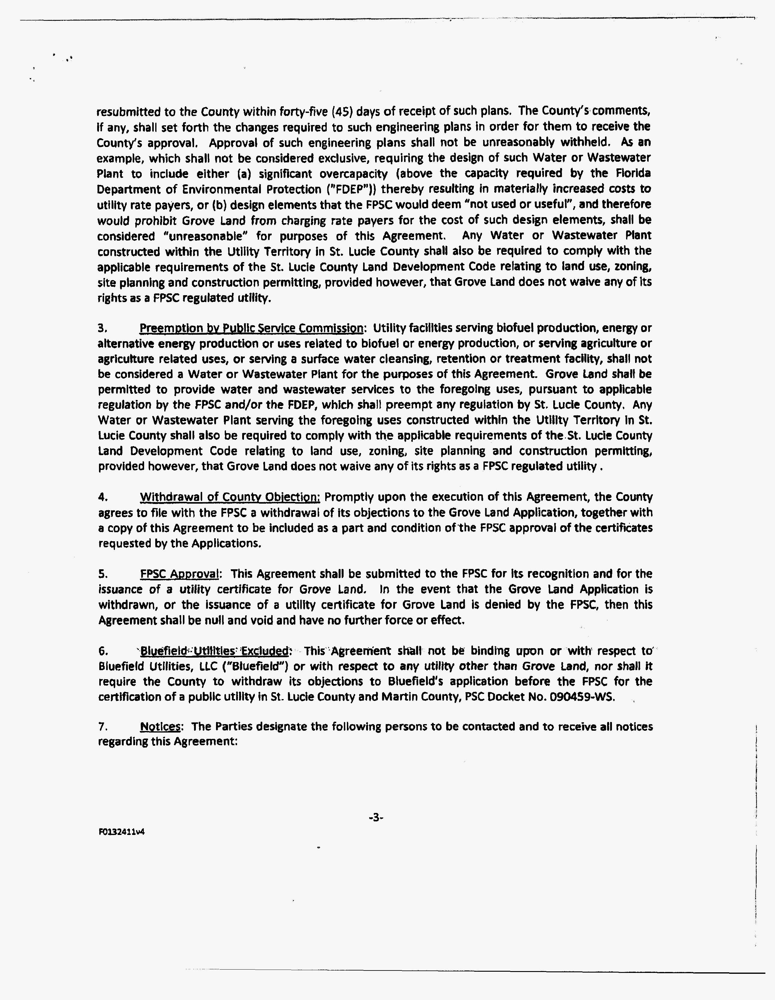 resubmitted to the County within forty-five (45) days of receipt of such plans. The County's comments,
if any, shall set forth the changes required to such engineering plans in order for them to receive the
County's approval. Approval of such engineering plans shall not be unreasonably withheld. As an
example, which shall not be considered exclusive, requiring the design of such Water or Wastewater
Plant to include either (a) significant overcapacity (above the capacity required by the Florida
Department of Environmental Protection ("FDEP")) thereby resulting in materially increased costs to
utility rate payers, or (b) design elements that the FPSC would deem "not used or useful", and therefore
would prohibit Grove Land from charging rate payers for the cost of such design elements, shall be
considered "unreasonable" for purposes of this Agreement. Any Water or Wastewater Plant
constructed within the Utility Territory in St. Lucie County shall also be required to comply with the
applicable requirements of the St. Lucie County Land Development Code relating to land use, zoning,
site planning and construction permitting, provided however, that Grove Land does not waive any of its
rights as a FPSC regulated utility.
3. Preemption by Public Service Commission: Utility facilities serving biofuel production, energy or
alternative energy production or uses related to biofuel or energy production, or serving agriculture or
agriculture related uses, or serving a surface water cleansing, retention or treatment facility, shall not
be considered a Water or Wastewater Plant for the purposes of this Agreement. Grove Land shall be
permitted to provide water and wastewater services to the foregoing uses, pursuant to applicable
regulation by the FPSC and/or the FDEP, which shall preempt any regulation by St. Lucie County. Any
Water or Wastewater Plant serving the foregoing uses constructed within the Utility Territory in St.
Lucie County shall also be required to comply with the applicable requirements of the St. Lucie County
Land Development Code relating to land use, zoning, site planning and construction permitting,
provided however, that Grove Land does not waive any of its rights as a FPSC regulated utility .
4. Withdrawal of County Objection: Promptly upon the execution of this Agreement, the County
agrees to file with the FPSC a withdrawal of its objections to the Grove Land Application, together with
a copy of this Agreement to be included as a part and condition of the FPSC approval of the certificates
requested by the Applications.
5. FPSC Approval: This Agreement shall be submitted to the FPSC for its recognition and for the
issuance of a utility certificate for Grove Land. In the event that the Grove Land Application is
withdrawn, or the issuance of a utility certificate for Grove Land is denied by the FPSC, then this
Agreement shall be null and void and have no further force or effect.
6. Bluefield Utilities Excluded: This Agreement shall not be binding upon or with respect to
Bluefield Utilities, LLC ("Bluefield") or with respect to any utility other than Grove Land, nor shall it
require the County to withdraw its objections to Bluefield's application before the FPSC for the
certification of a public utility in St. Lucie County and Martin County, PSC Docket No. 090459-WS.
7. Notices: The Parties designate the following persons to be contacted and to receive all notices
regarding this Agreement:
-3-
F0132411v4